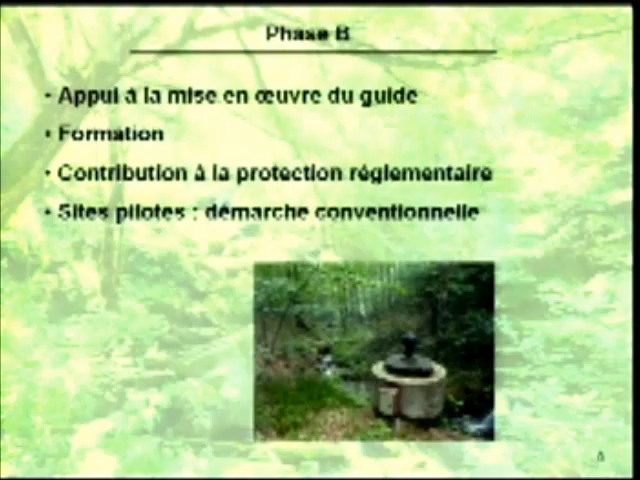 Phase B
• Appui à la mise en œuvre du guide
• Formation
• Contribution à la protection réglementaire
• Sites pilotes : démarche conventionnelle